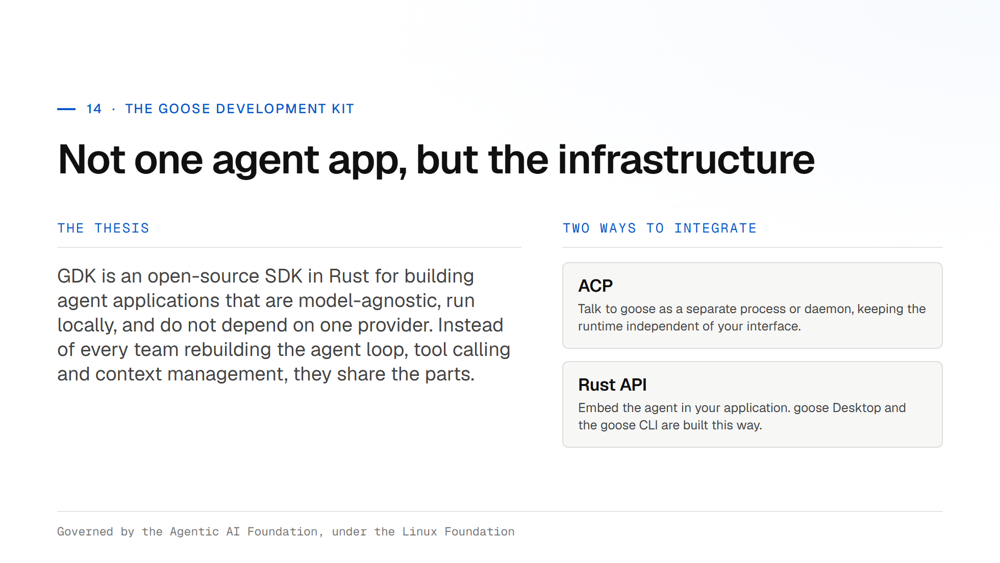 14 · THE GOOSE DEVELOPMENT KIT
Not one agent app, but the infrastructure
THE THESIS
GDK is an open-source SDK in Rust for building
agent applications that are model-agnostic, run
locally, and do not depend on one provider. Instead
of every team rebuilding the agent loop, tool calling
and context management, they share the parts.
TWO WAYS TO INTEGRATE
ACP
Talk to goose as a separate process or daemon, keeping the
runtime independent of your interface.
Rust API
Embed the agent in your application. goose Desktop and
the goose CLI are built this way.
Governed by the Agentic AI Foundation, under the Linux Foundation